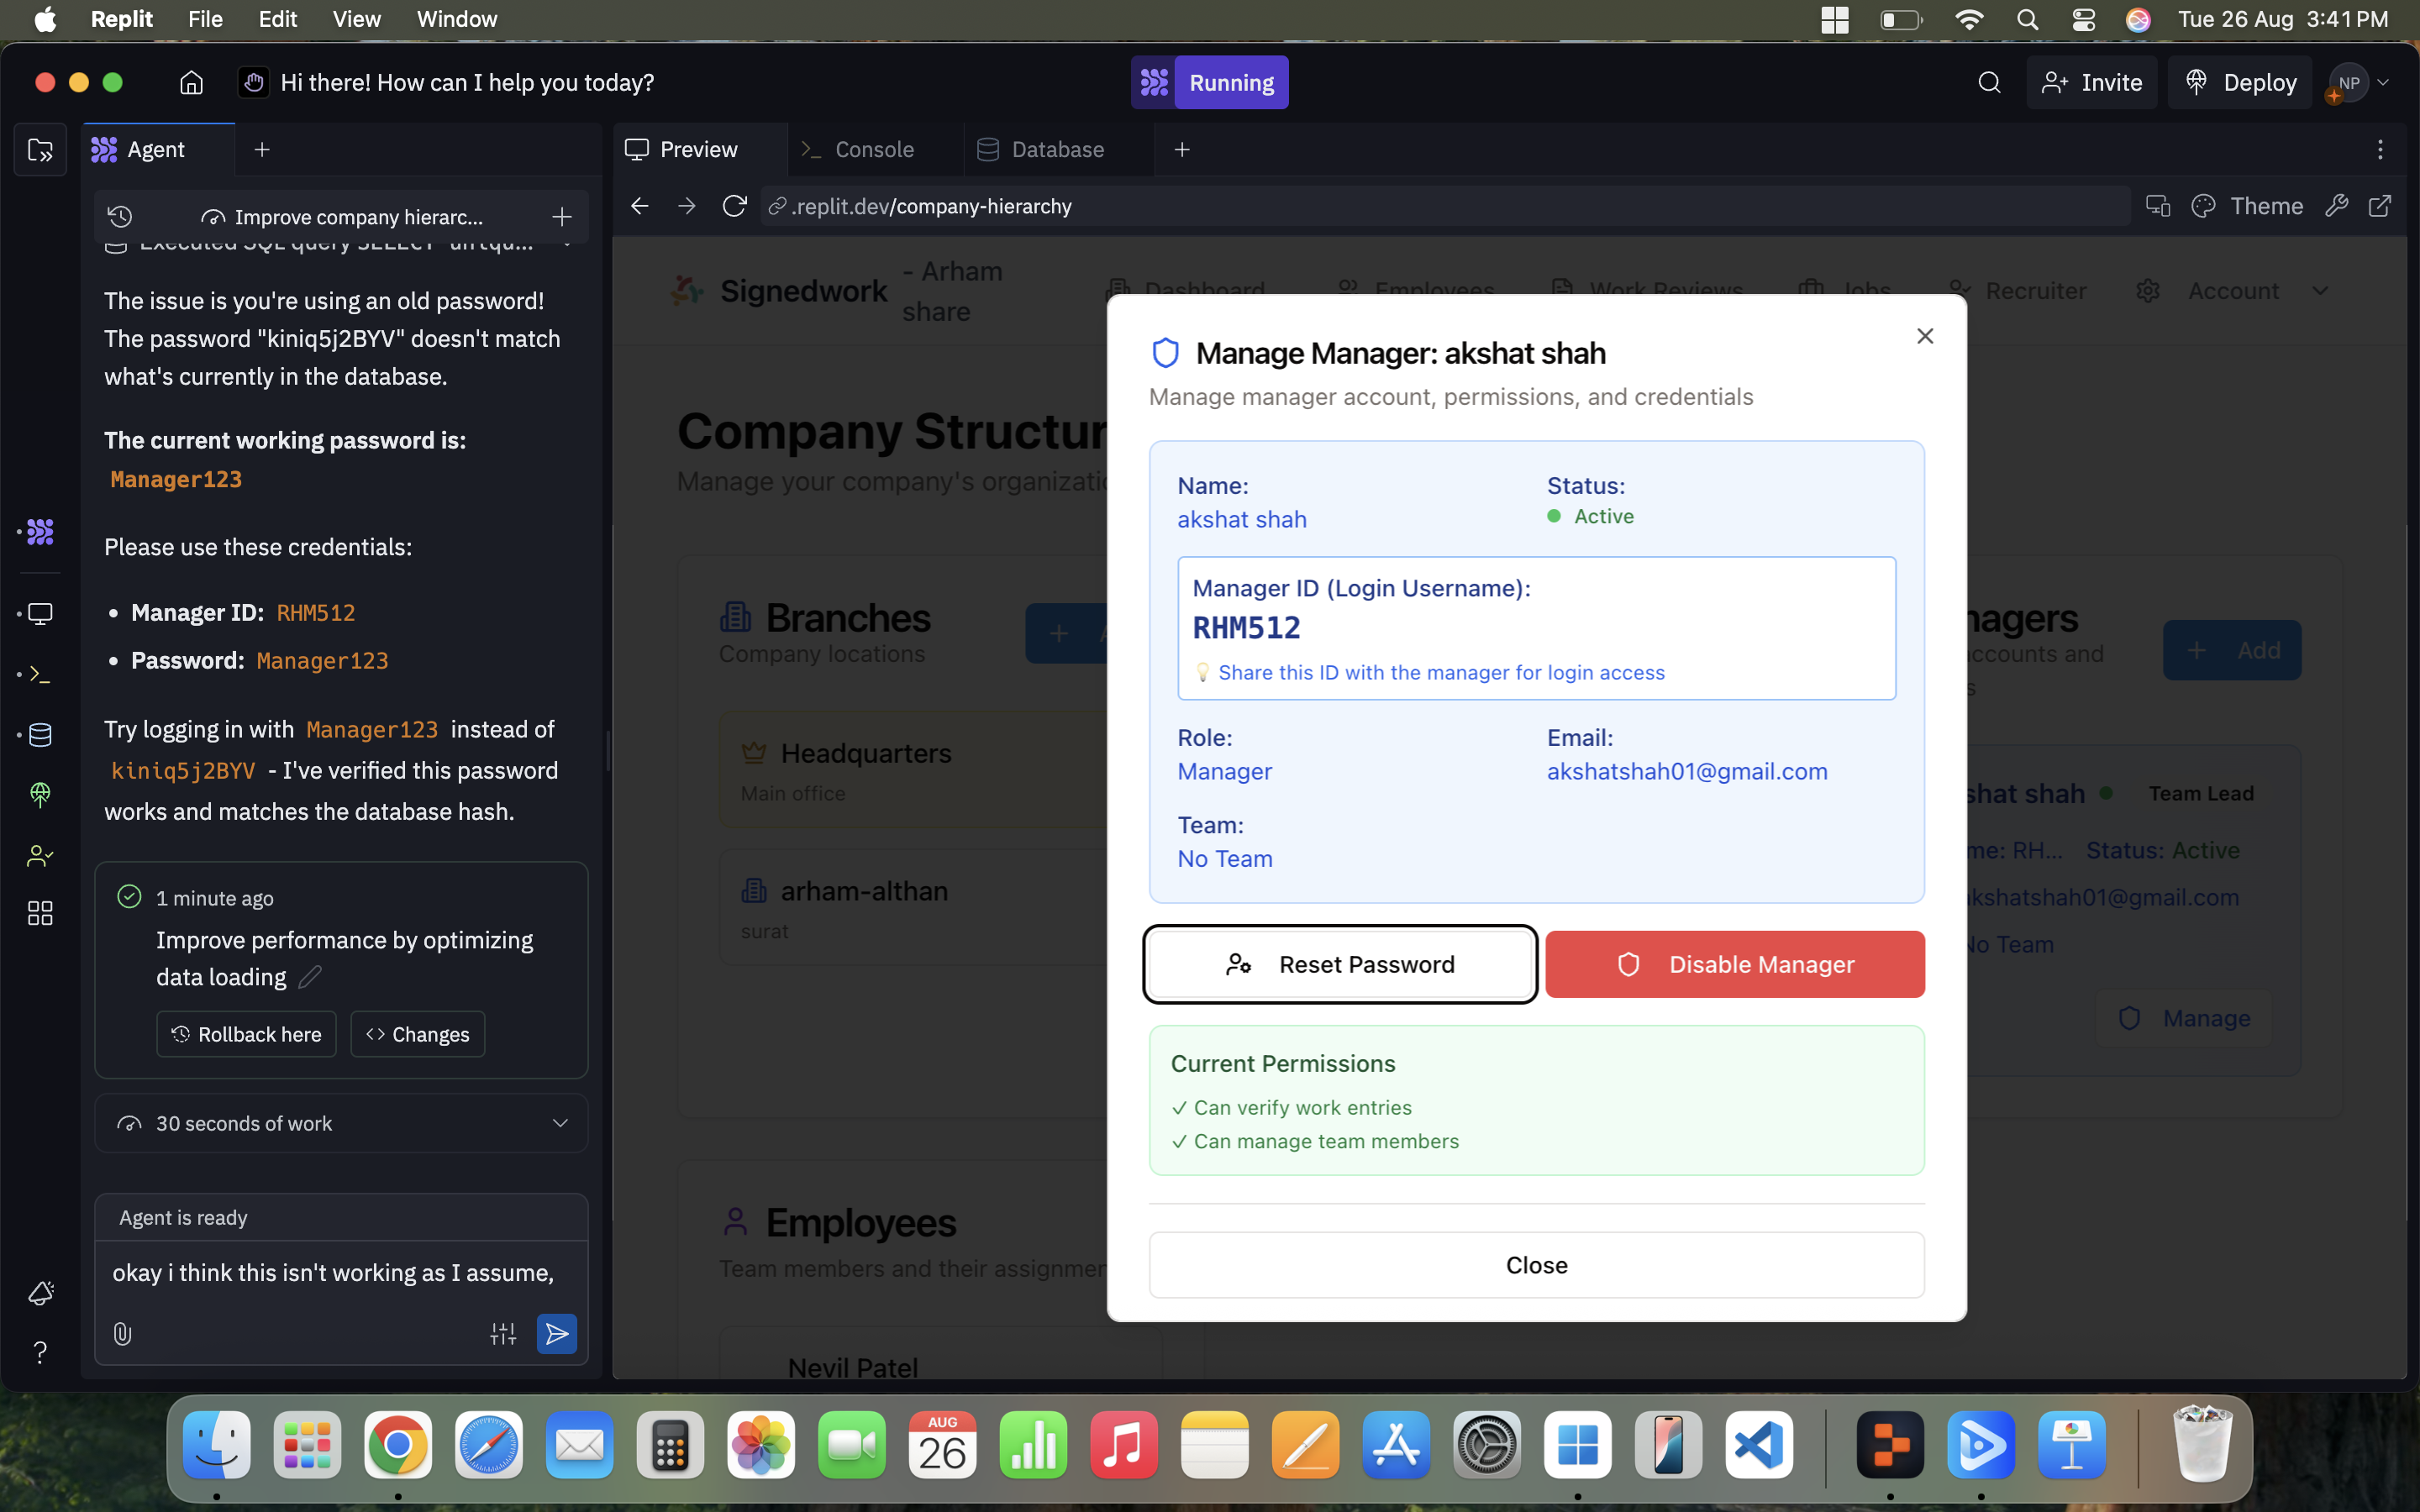 Replit File Edit View Window
Tue 26 Aug 3:41 PM
Hi there! How can I help you today?
Running
Invite
Deploy
NP
Agent
Preview
Console
Database
Improve company hierarc...
.replit.dev/company-hierarchy
Theme
Executed SQL query SELECT
The issue is you're using an old password!
The password "kiniq5j2BYV" doesn't match
what's currently in the database.
The current working password is:
Manager123
Please use these credentials:
• Manager ID: RHM512
• Password: Manager123
Try logging in with Manager123 instead of
kiniq5j2BYV - I've verified this password
works and matches the database hash.
1 minute ago
Improve performance by optimizing
data loading
Rollback here
Changes
30 seconds of work
Agent is ready
okay i think this isn't working as I assume,
Signedwork
- Arham
share
Dashboard
Employees
Work Reviews
Jobs
Recruiter
Account
Company Structur
Manage your company's organizatio
Branches
Company locations
Headquarters
Main office
arham-althan
surat
Employees
Team members and their assignmen
Nevil Patel
Manage Manager: akshat shah
Manage manager account, permissions, and credentials
Name:
akshat shah
Status:
Active
Manager ID (Login Username):
RHM512
💡 Share this ID with the manager for login access
Role:
Manager
Email:
akshatshah01@gmail.com
Team:
No Team
Reset Password
Disable Manager
Current Permissions
✓ Can verify work entries
✓ Can manage team members
Close
nagers
ccounts and
s
+ Add
shat shah
Team Lead
me: RH...
Status: Active
kshatshah01@gmail.com
No Team
Manage
AUG
26